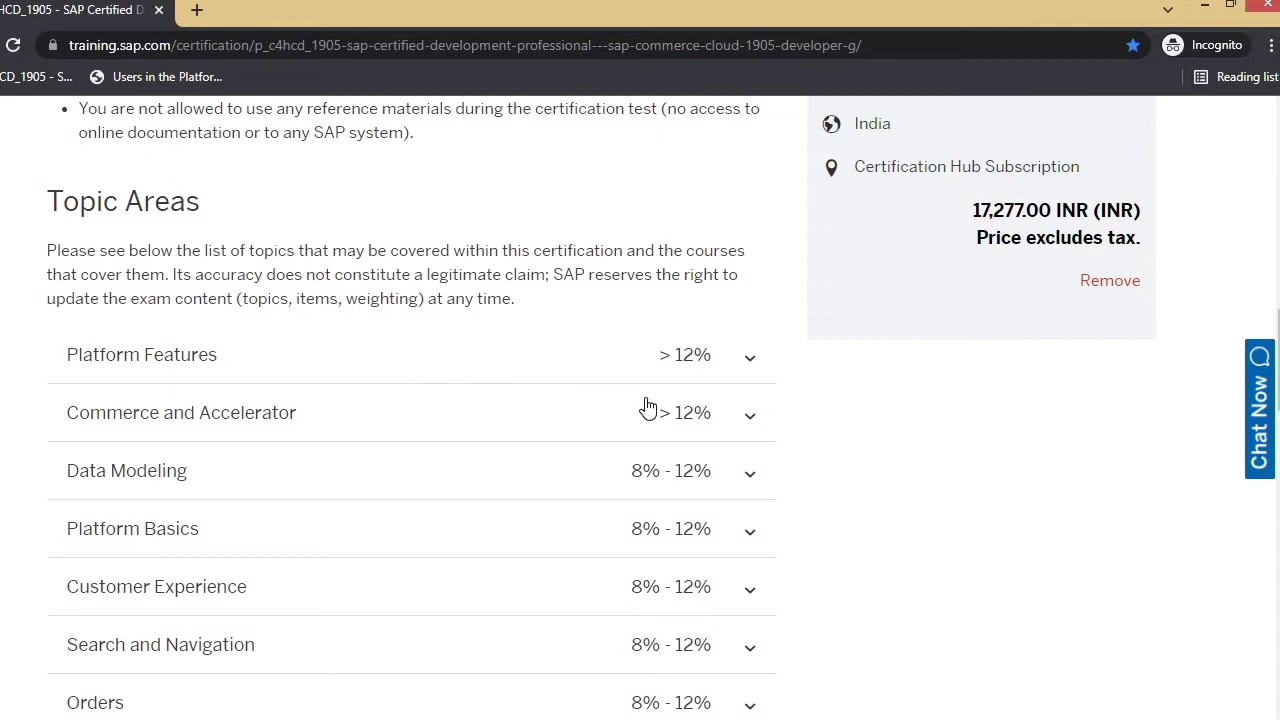 HCD_1905 - SAP Certified D
training.sap.com/certification/p_c4hcd_1905-sap-certified-development-professional---sap-commerce-cloud-1905-developer-g/
Incognito
CD_1905 - S...
Users in the Platfor...
Reading list
• You are not allowed to use any reference materials during the certification test (no access to
online documentation or to any SAP system).
India
Certification Hub Subscription
17,277.00 INR (INR)
Price excludes tax.
Remove
Topic Areas
Please see below the list of topics that may be covered within this certification and the courses
that cover them. Its accuracy does not constitute a legitimate claim; SAP reserves the right to
update the exam content (topics, items, weighting) at any time.
Platform Features > 12%
Commerce and Accelerator > 12%
Data Modeling 8% - 12%
Platform Basics 8% - 12%
Customer Experience 8% - 12%
Search and Navigation 8% - 12%
Orders 8% - 12%
Chat Now